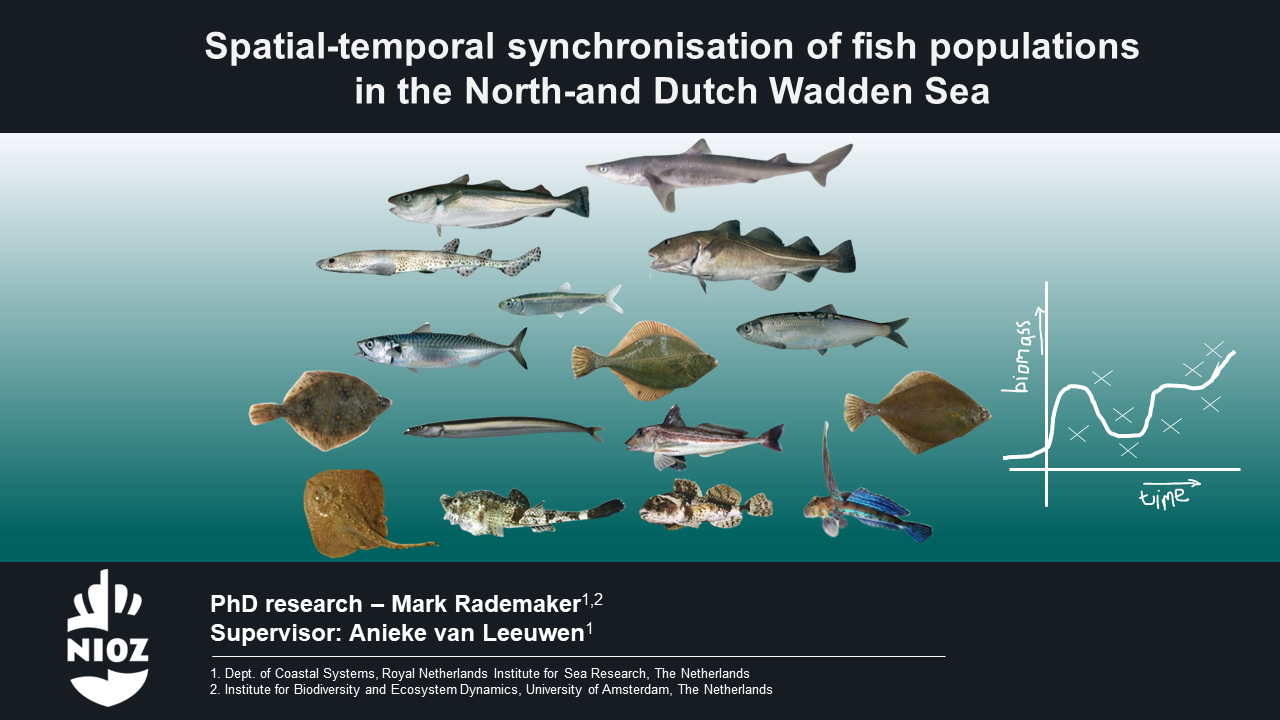 Spatial-temporal synchronisation of fish populations
in the North-and Dutch Wadden Sea
biomass
time
NIOZ
PhD research – Mark Rademaker1,2
Supervisor: Anieke van Leeuwen1
1. Dept. of Coastal Systems, Royal Netherlands Institute for Sea Research, The Netherlands
2. Institute for Biodiversity and Ecosystem Dynamics, University of Amsterdam, The Netherlands